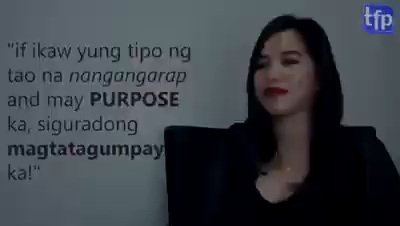 tfp
"if ikaw yung tipo ng
tao na nangangarap
and may PURPOSE
ka, siguradong
magtatagumpay
ka!"